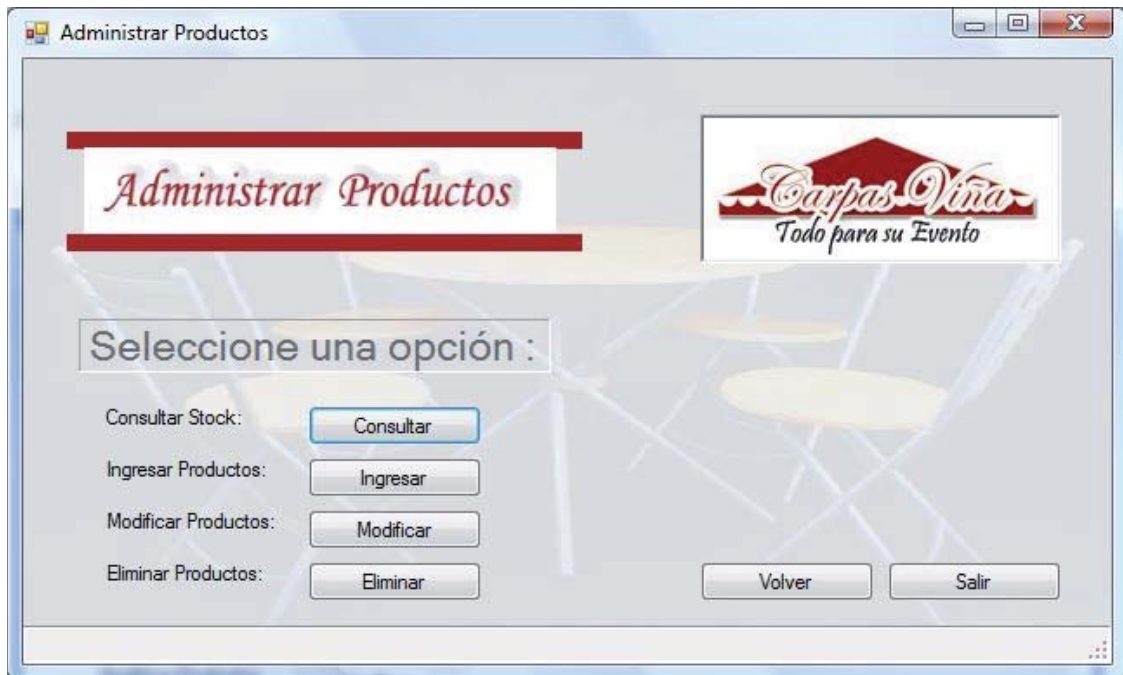 Administrar Productos
Administrar Productos
Carpas Viña
Todo para su Evento
Seleccione una opción :
Consultar Stock:
Consultar
Ingresar Productos:
Ingresar
Modificar Productos:
Modificar
Eliminar Productos:
Eliminar
Volver
Salir